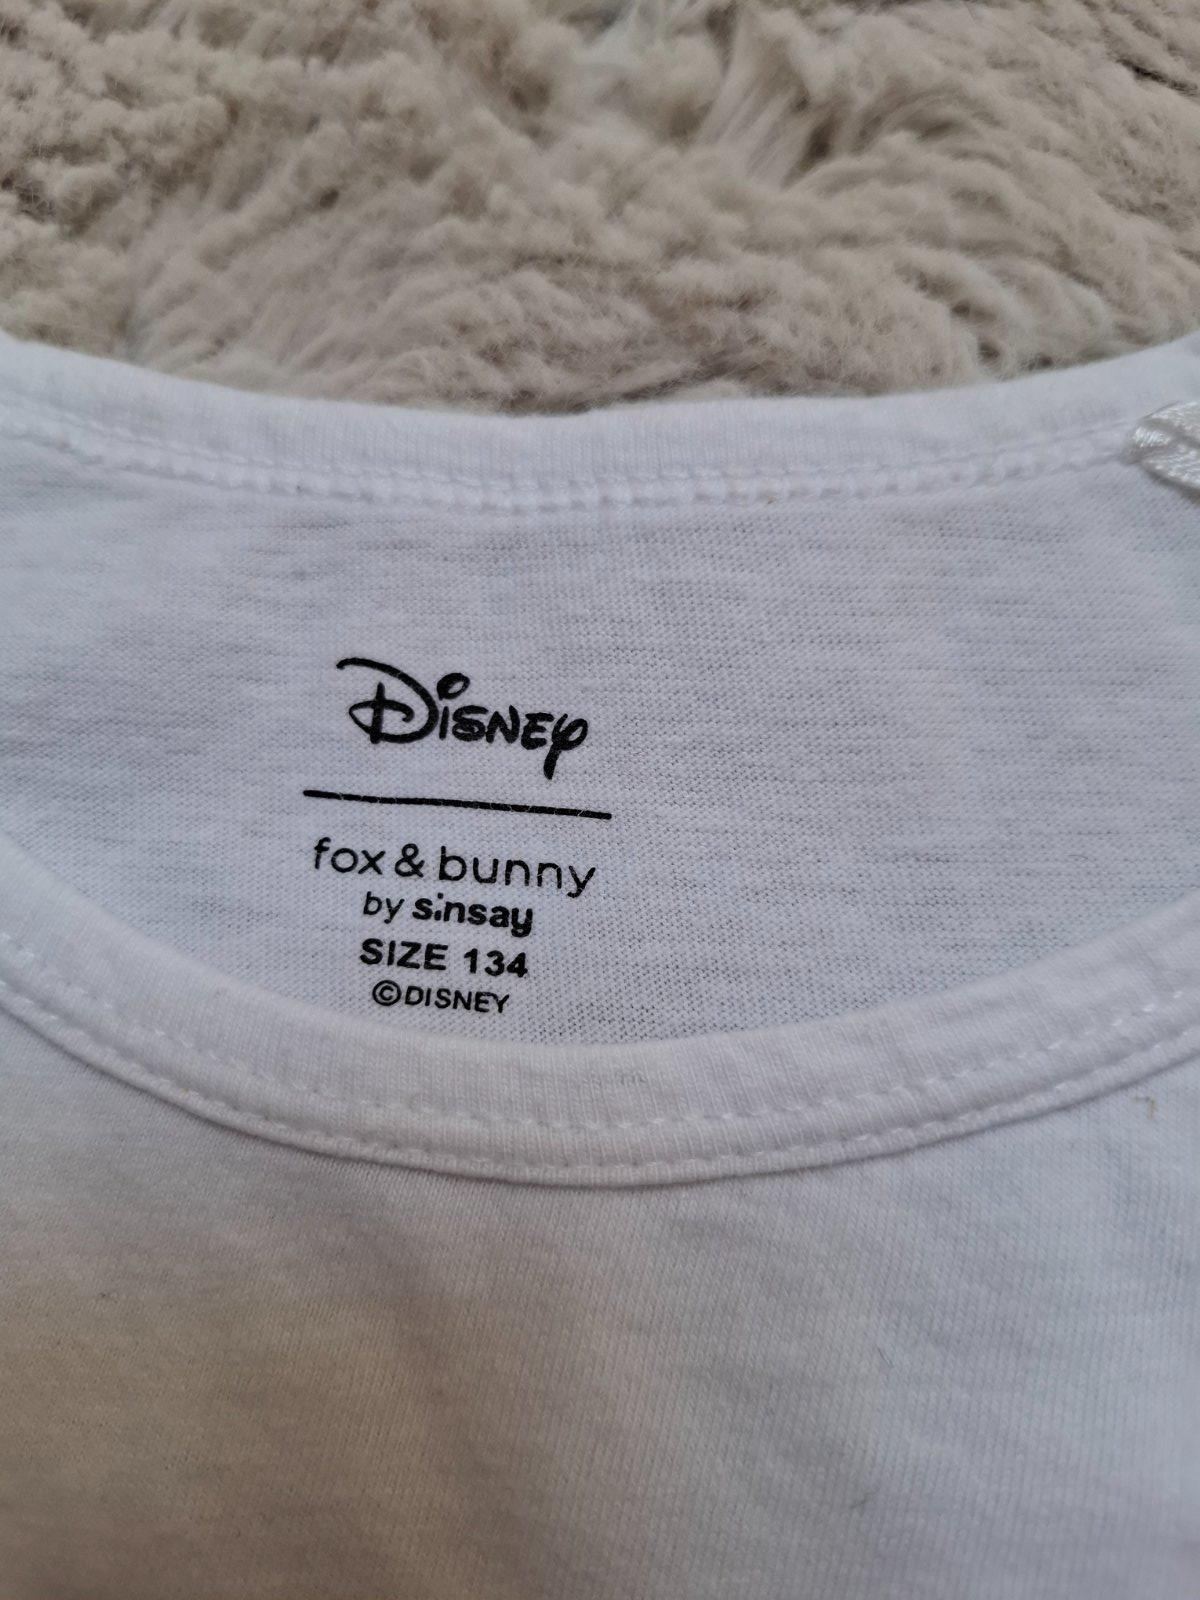 Disney
fox & bunny
by sinsay
SIZE 134
©DISNEY